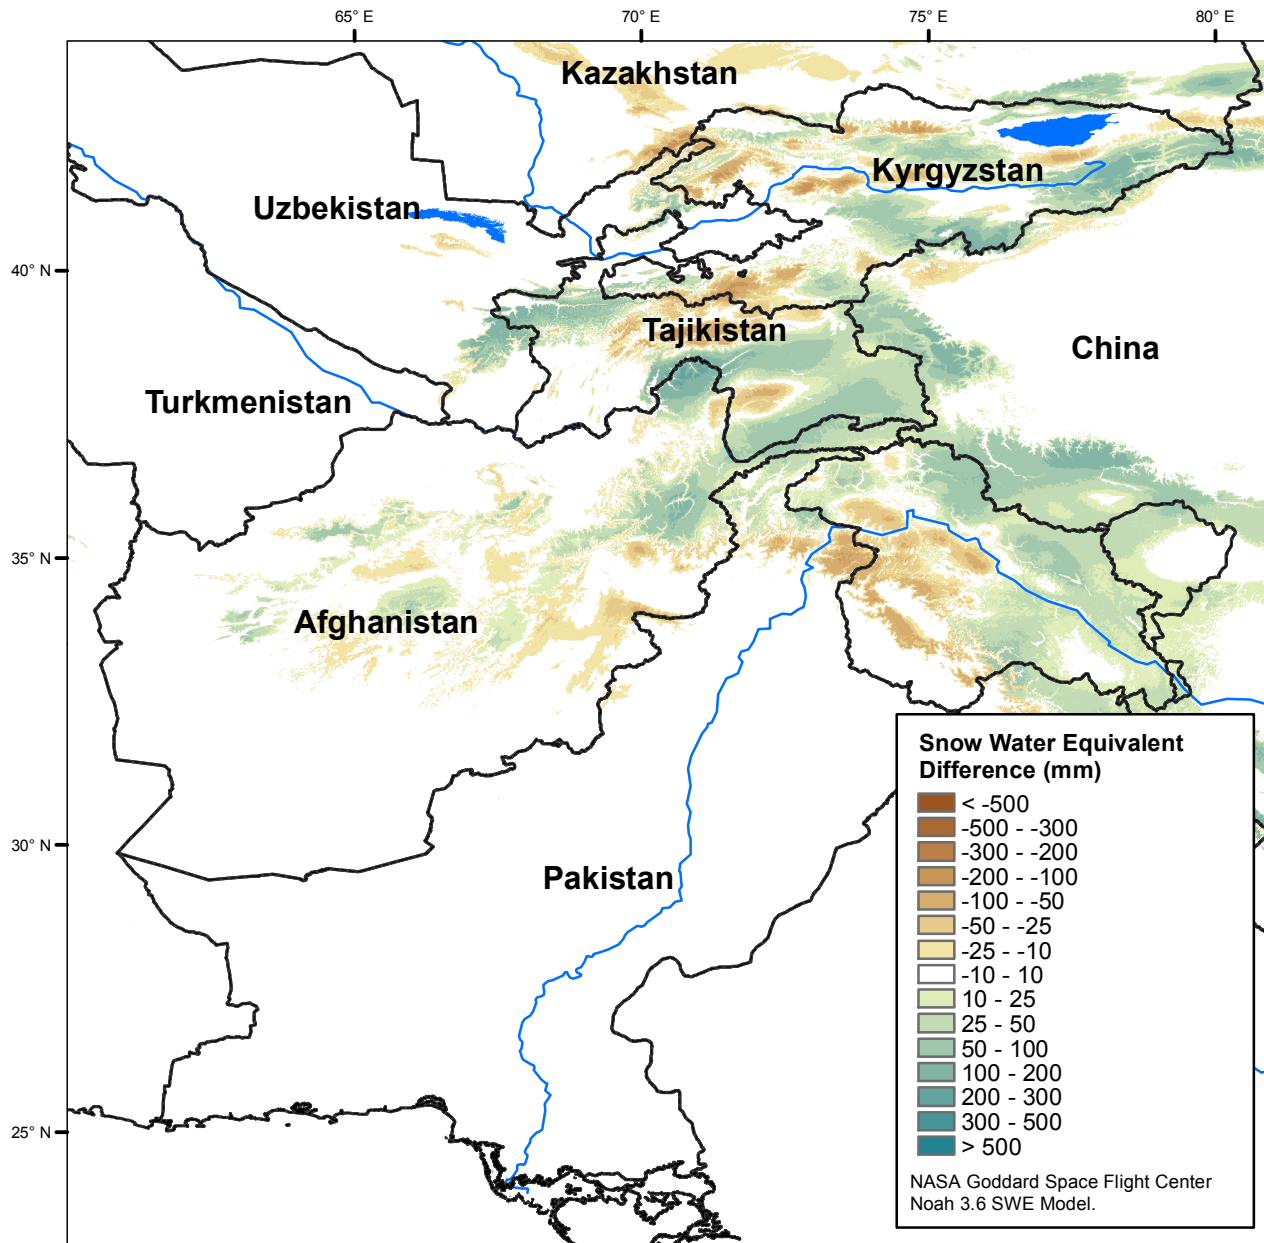 65° E
70° E
75° E
80° E
Kazakhstan
Kyrgyzstan
Uzbekistan
40° N
Tajikistan
China
Turkmenistan
35° N
Afghanistan
Snow Water Equivalent
Difference (mm)
< -500
-500 - -300
-300 - -200
-200 - -100
-100 - -50
-50 - -25
-25 - -10
-10 - 10
10 - 25
25 - 50
50 - 100
100 - 200
200 - 300
300 - 500
> 500
30° N
Pakistan
25° N
NASA Goddard Space Flight Center
Noah 3.6 SWE Model.